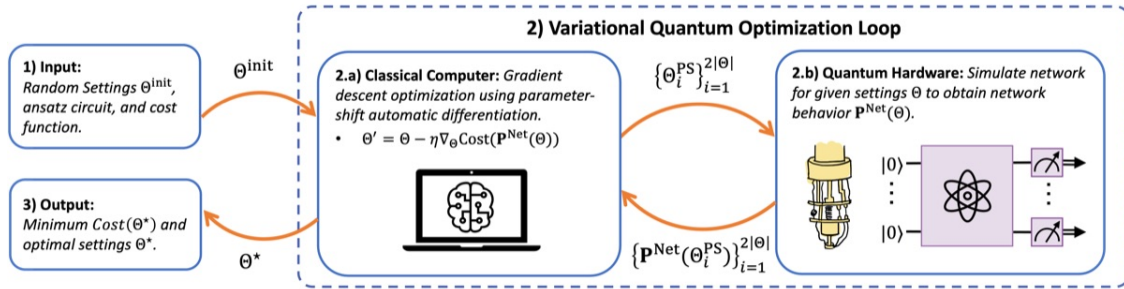 2) Variational Quantum Optimization Loop
1) Input:
Random Settings Θ^init,
ansatz circuit, and cost
function.
Θ^init
2.a) Classical Computer: Gradient
descent optimization using parameter-
shift automatic differentiation.
• Θ′ = Θ − η∇_ΘCost(𝐏^Net(Θ))
{Θ_i^PS}_{i=1}^{2|Θ|}
2.b) Quantum Hardware: Simulate network
for given settings Θ to obtain network
behavior 𝐏^Net(Θ).
|0⟩
⋮ ⋮
|0⟩
{𝐏^Net(Θ_i^PS)}_{i=1}^{2|Θ|}
3) Output:
Minimum Cost(Θ*) and
optimal settings Θ*.
Θ*